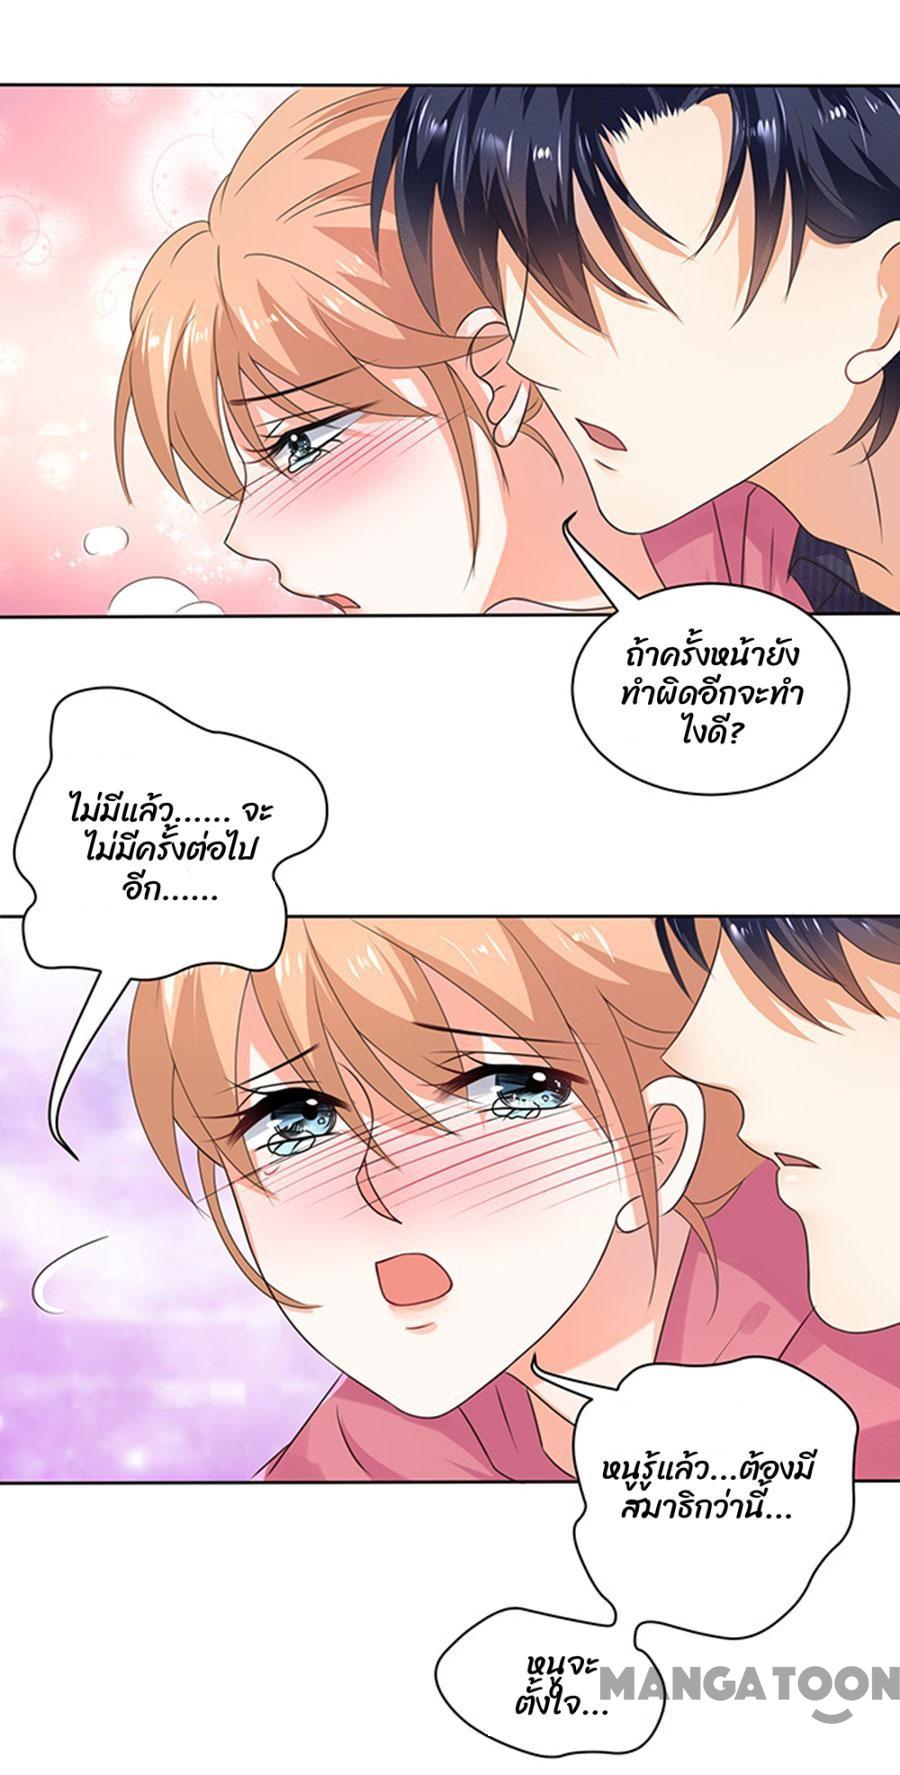 ถ้าครั้งหน้ายัง
ทำผิดอีกจะทำ
ไงดี?
ไม่มีแล้ว...... จะ
ไม่มีครั้งต่อไป
อีก......
หนูรู้แล้ว...ต้องมี
สมาธิกว่านี้...
หนูจะ
ตั้งใจ...
MANGATOON